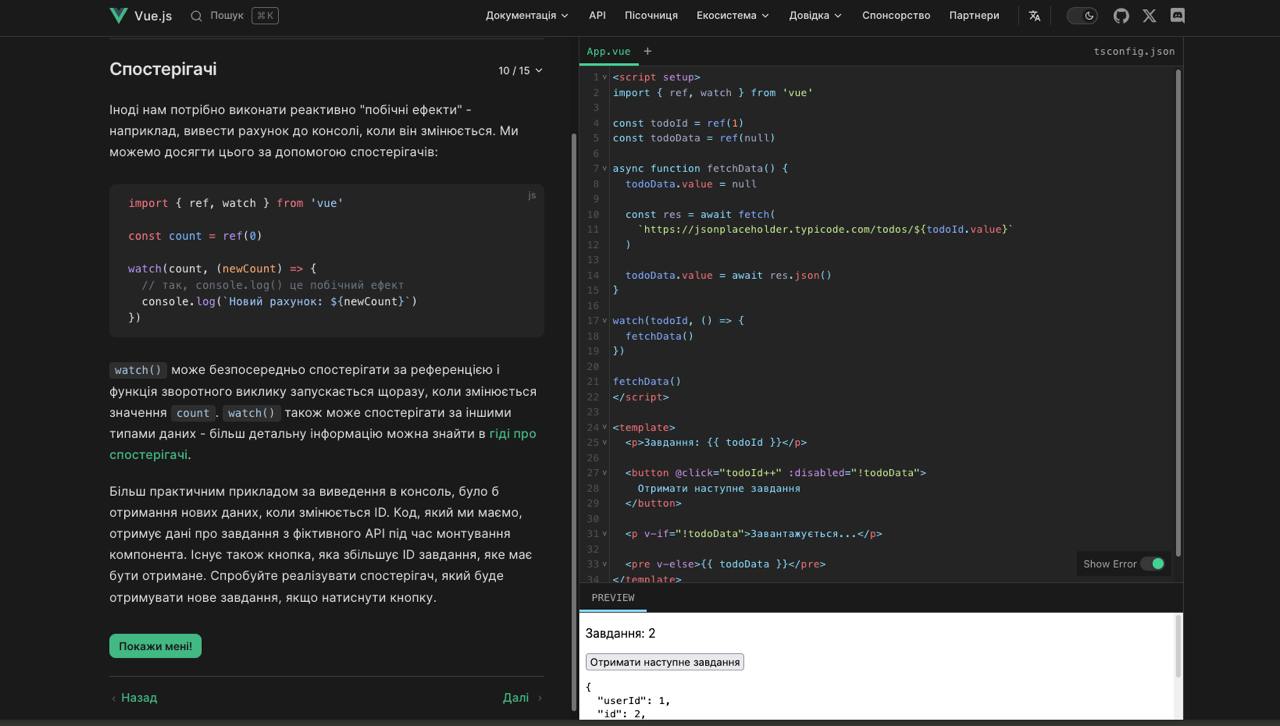 Vue.js
Пошук
⌘ K
Документація
API
Пісочниця
Екосистема
Довідка
Спонсорство
Партнери
Спостерігачі
10 / 15
Іноді нам потрібно виконати реактивно "побічні ефекти" -
наприклад, вивести рахунок до консолі, коли він змінюється. Ми
можемо досягти цього за допомогою спостерігачів:
js
import { ref, watch } from 'vue'
const count = ref(0)
watch(count, (newCount) => {
// так, console.log() це побічний ефект
console.log(`Новий рахунок: ${newCount}`)
})
watch() може безпосередньо спостерігати за референцією і
функція зворотного виклику запускається щоразу, коли змінюється
значення count. watch() також може спостерігати за іншими
типами даних - більш детальну інформацію можна знайти в гіді про
спостерігачі.
Більш практичним прикладом за виведення в консоль, було б
отримання нових даних, коли змінюється ID. Код, який ми маємо,
отримує дані про завдання з фіктивного API під час монтування
компонента. Існує також кнопка, яка збільшує ID завдання, яке має
бути отримане. Спробуйте реалізувати спостерігач, який буде
отримувати нове завдання, якщо натиснути кнопку.
Покажи мені!
‹ Назад
Далі ›
App.vue
+
tsconfig.json
1 <script setup>
2 import { ref, watch } from 'vue'
3
4 const todoId = ref(1)
5 const todoData = ref(null)
6
7 async function fetchData() {
8 todoData.value = null
9
10 const res = await fetch(
11 `https://jsonplaceholder.typicode.com/todos/${todoId.value}`
12 )
13
14 todoData.value = await res.json()
15 }
16
17 watch(todoId, () => {
18 fetchData()
19 })
20
21 fetchData()
22 </script>
23
24 <template>
25 <p>Завдання: {{ todoId }}</p>
26
27 <button @click="todoId++" :disabled="!todoData">
28 Отримати наступне завдання
29 </button>
30
31 <p v-if="!todoData">Завантажується...</p>
32
33 <pre v-else>{{ todoData }}</pre>
34 </template>
Show Error
PREVIEW
Завдання: 2
Отримати наступне завдання
{
"userId": 1,
"id": 2,